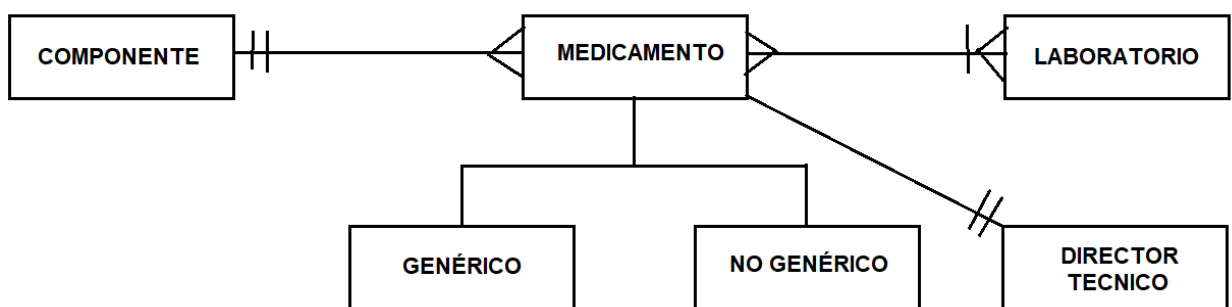 COMPONENTE
MEDICAMENTO
LABORATORIO
GENÉRICO
NO GENÉRICO
DIRECTOR
TECNICO